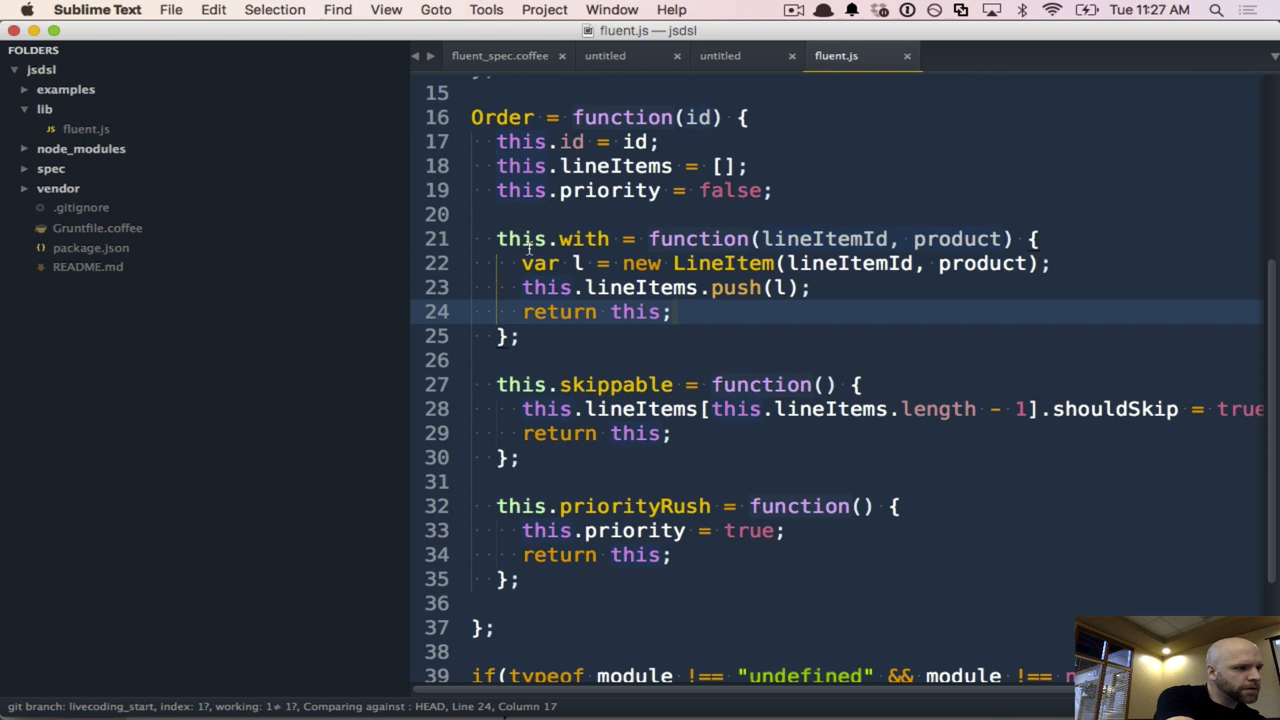 Sublime Text File Edit Selection Find View Goto Tools Project Window Help Tue 11:27 AM
fluent.js — jsdsl
FOLDERS
jsdsl
examples
lib
fluent.js
node_modules
spec
vendor
.gitignore
Gruntfile.coffee
package.json
README.md
fluent_spec.coffee untitled untitled fluent.js
15
16 Order = function(id) {
17 this.id = id;
18 this.lineItems = [];
19 this.priority = false;
20
21 this.with = function(lineItemId, product) {
22 var l = new LineItem(lineItemId, product);
23 this.lineItems.push(l);
24 return this;
25 };
26
27 this.skippable = function() {
28 this.lineItems[this.lineItems.length - 1].shouldSkip = true
29 return this;
30 };
31
32 this.priorityRush = function() {
33 this.priority = true;
34 return this;
35 };
36
37 };
38
39 if(typeof module !== "undefined" && module !== n
git branch: livecoding_start, index: 1?, working: 1≠ 1?, Comparing against : HEAD, Line 24, Column 17